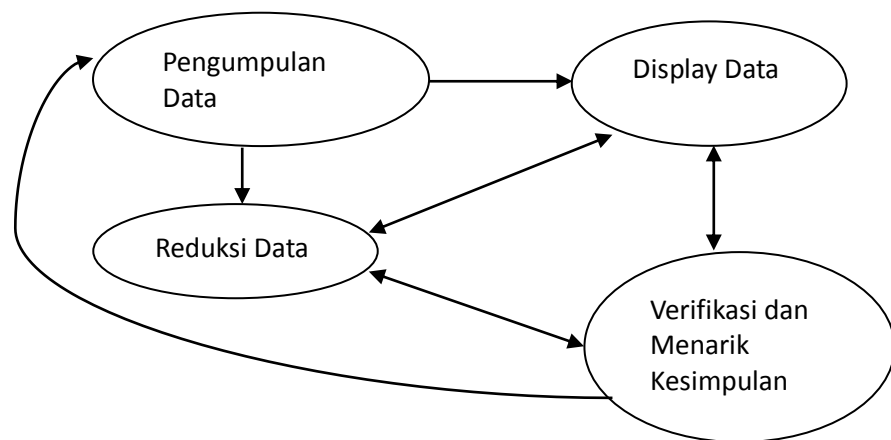 Pengumpulan
Data
Display Data
Reduksi Data
Verifikasi dan
Menarik
Kesimpulan